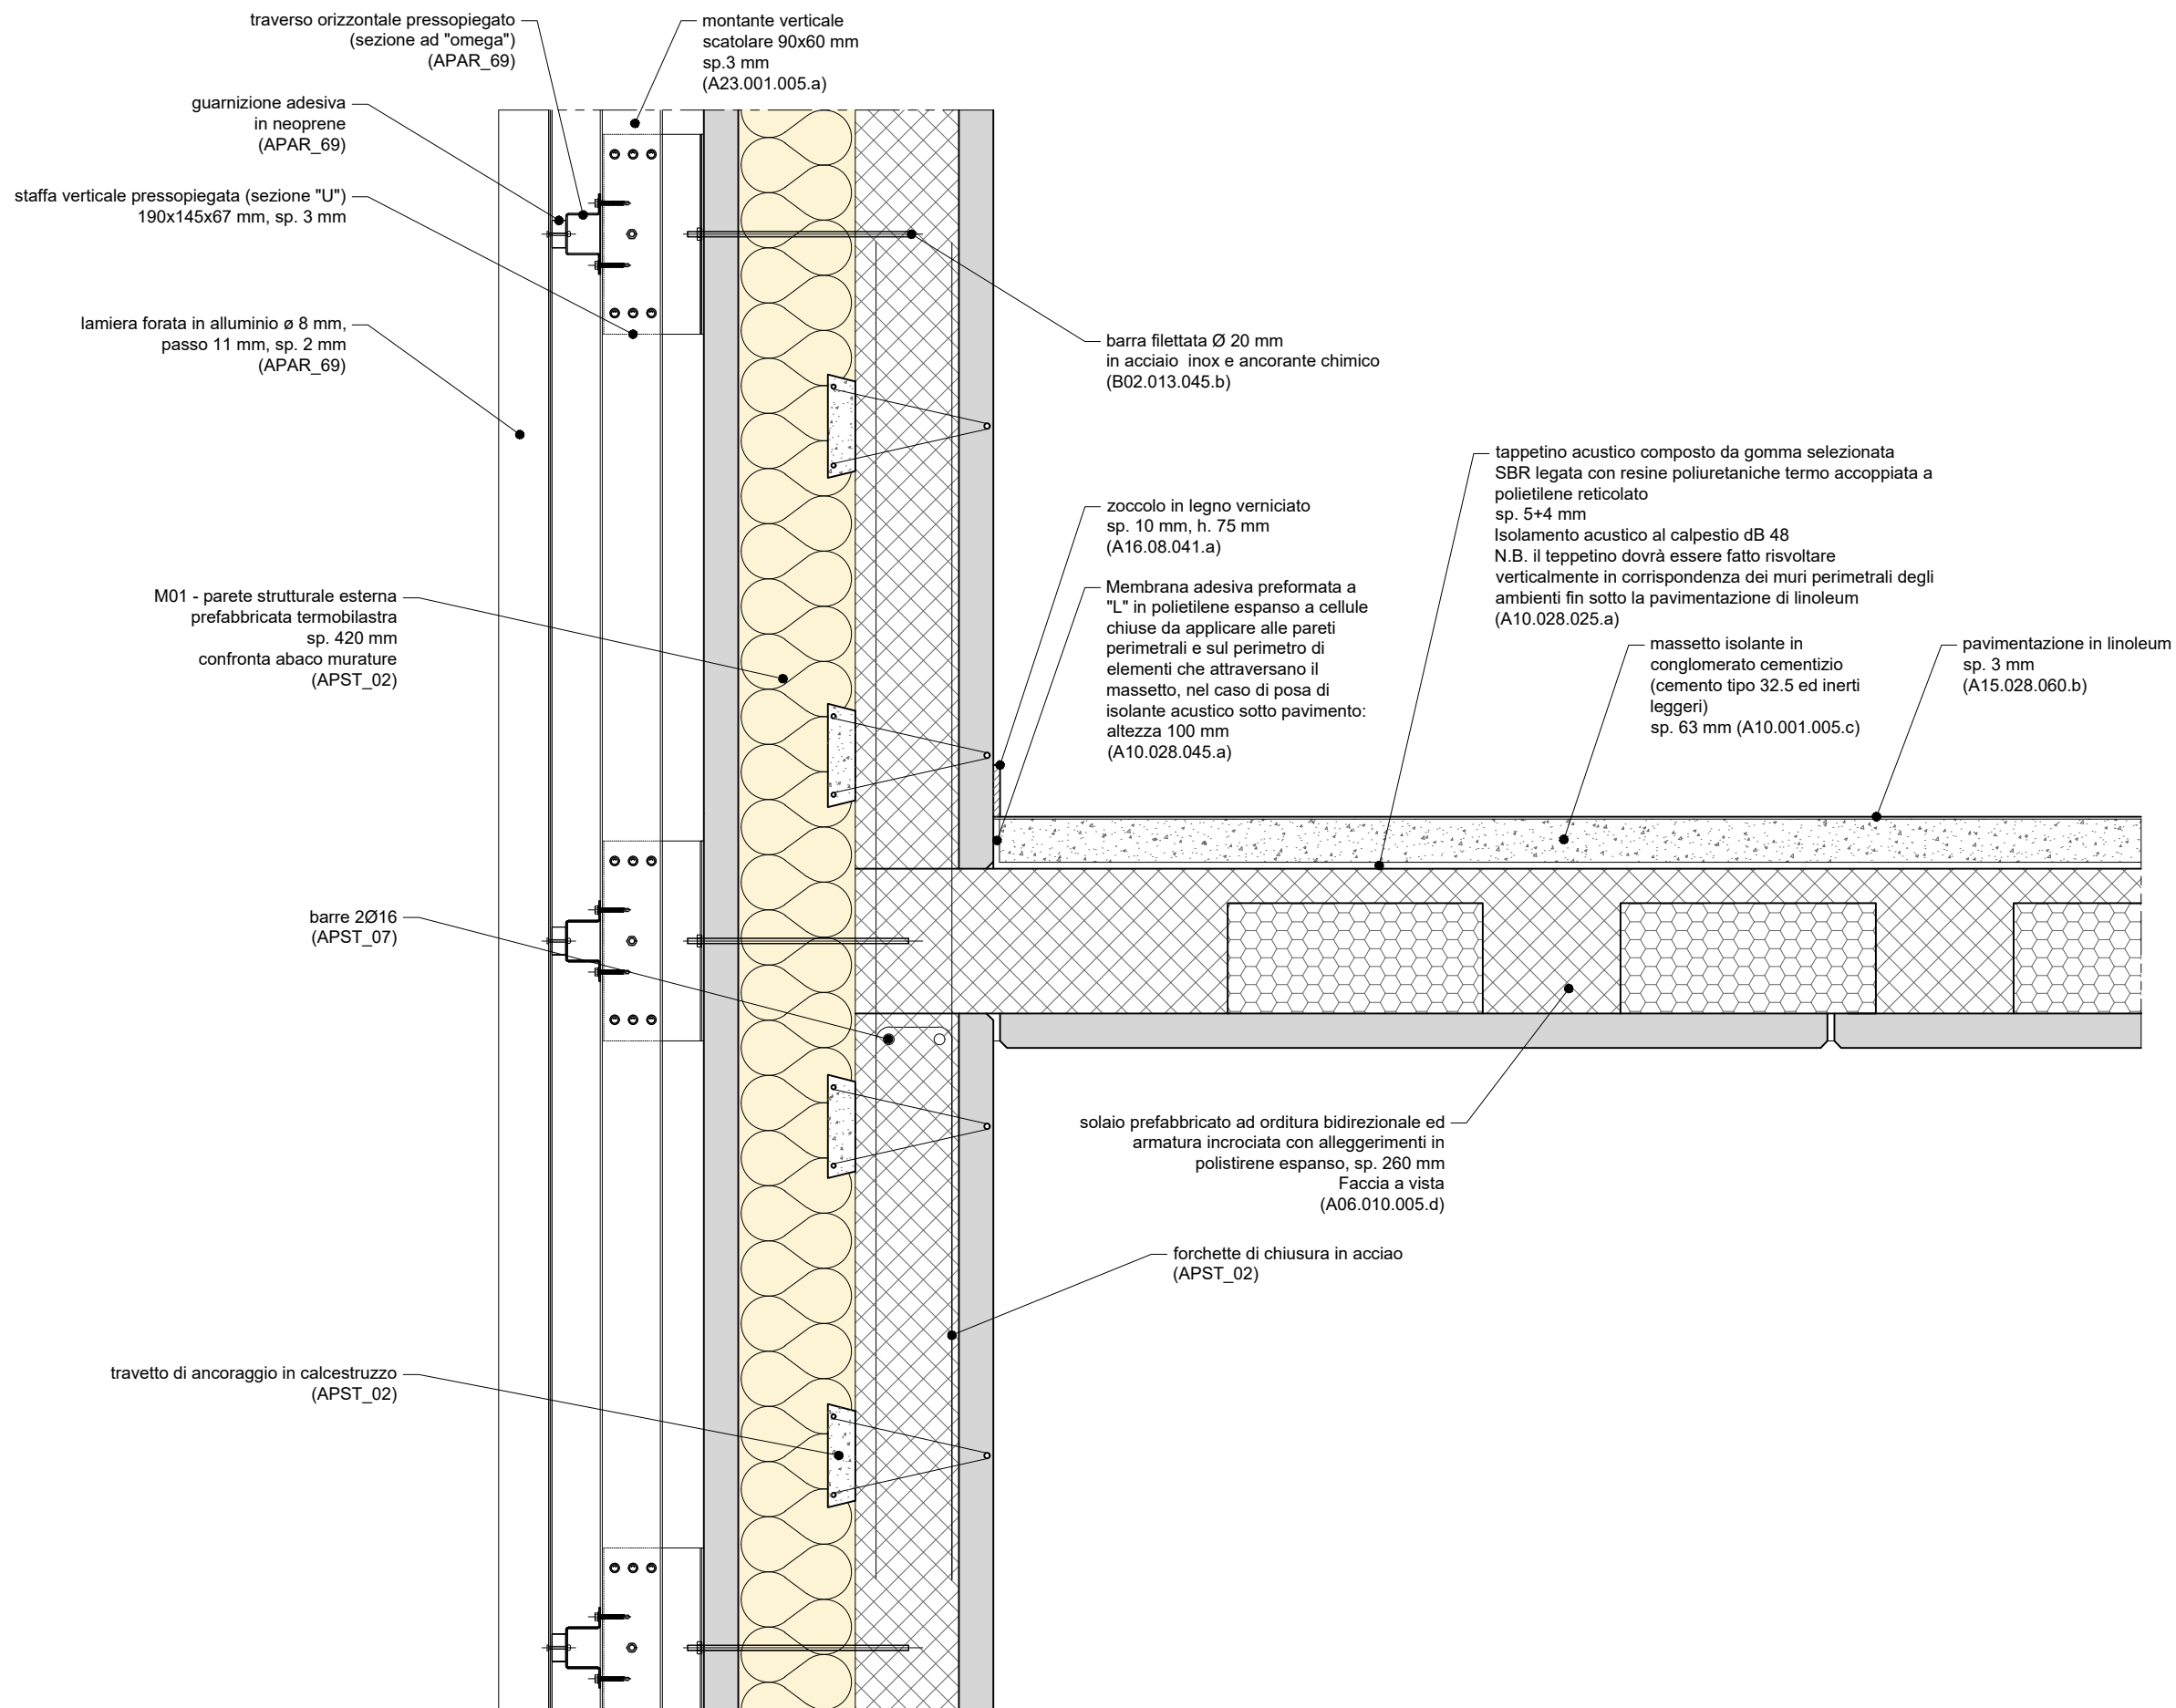 traverso orizzontale pressopiegato
(sezione ad "omega")
(APAR_69)
montante verticale
scatolare 90x60 mm
sp.3 mm
(A23.001.005.a)
guarnizione adesiva
in neoprene
(APAR_69)
staffa verticale pressopiegata (sezione "U")
190x145x67 mm, sp. 3 mm
lamiera forata in alluminio ø 8 mm,
passo 11 mm, sp. 2 mm
(APAR_69)
barra filettata Ø 20 mm
in acciaio  inox e ancorante chimico
(B02.013.045.b)
tappetino acustico composto da gomma selezionata
SBR legata con resine poliuretaniche termo accoppiata a
polietilene reticolato
sp. 5+4 mm
Isolamento acustico al calpestio dB 48
N.B. il teppetino dovrà essere fatto risvoltare
verticalmente in corrispondenza dei muri perimetrali degli
ambienti fin sotto la pavimentazione di linoleum
(A10.028.025.a)
zoccolo in legno verniciato
sp. 10 mm, h. 75 mm
(A16.08.041.a)
Membrana adesiva preformata a
"L" in polietilene espanso a cellule
chiuse da applicare alle pareti
perimetrali e sul perimetro di
elementi che attraversano il
massetto, nel caso di posa di
isolante acustico sotto pavimento:
altezza 100 mm
(A10.028.045.a)
massetto isolante in
conglomerato cementizio
(cemento tipo 32.5 ed inerti
leggeri)
sp. 63 mm (A10.001.005.c)
pavimentazione in linoleum
sp. 3 mm
(A15.028.060.b)
M01 - parete strutturale esterna
prefabbricata termobilastra
sp. 420 mm
confronta abaco murature
(APST_02)
barre 2Ø16
(APST_07)
solaio prefabbricato ad orditura bidirezionale ed
armatura incrociata con alleggerimenti in
polistirene espanso, sp. 260 mm
Faccia a vista
(A06.010.005.d)
forchette di chiusura in acciao
(APST_02)
travetto di ancoraggio in calcestruzzo
(APST_02)